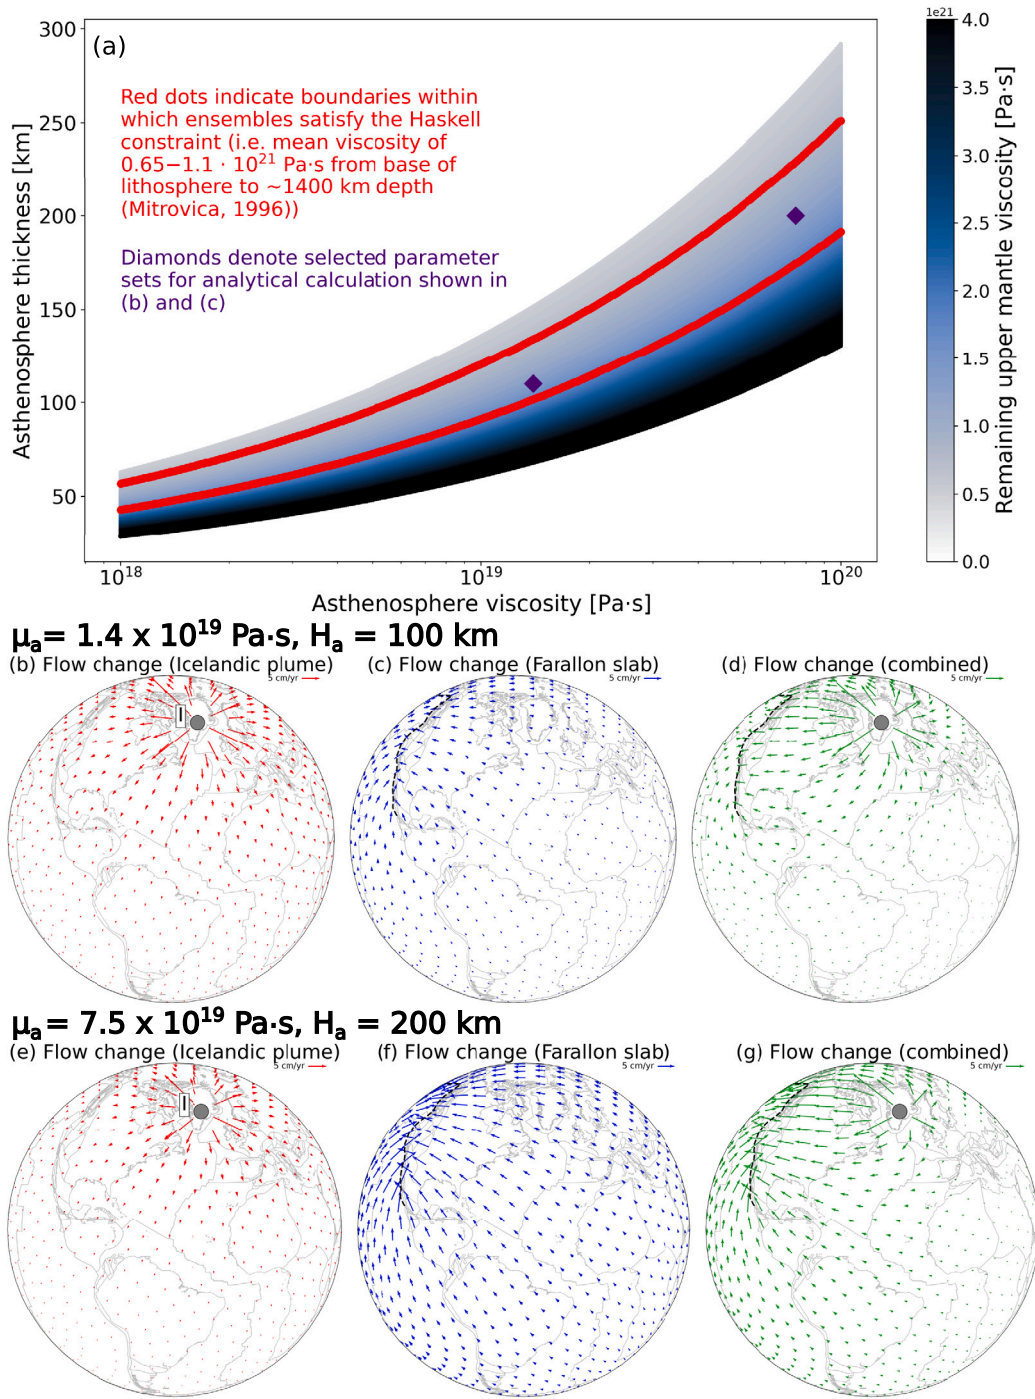 (a)
Red dots indicate boundaries within
which ensembles satisfy the Haskell
constraint (i.e. mean viscosity of
0.65−1.1 · 10²¹ Pa·s from base of
lithosphere to ~1400 km depth
(Mitrovica, 1996))
Diamonds denote selected parameter
sets for analytical calculation shown in
(b) and (c)
Asthenosphere thickness [km]
300
250
200
150
100
50
10¹⁸
10¹⁹
10²⁰
Asthenosphere viscosity [Pa·s]
1e21
4.0
3.5
3.0
2.5
2.0
1.5
1.0
0.5
0.0
Remaining upper mantle viscosity [Pa·s]
μₐ= 1.4 x 10¹⁹ Pa·s, Hₐ = 100 km
(b) Flow change (Icelandic plume)
5 cm/yr
I
(c) Flow change (Farallon slab)
5 cm/yr
(d) Flow change (combined)
5 cm/yr
μₐ= 7.5 x 10¹⁹ Pa·s, Hₐ = 200 km
(e) Flow change (Icelandic plume)
5 cm/yr
I
(f) Flow change (Farallon slab)
5 cm/yr
(g) Flow change (combined)
5 cm/yr